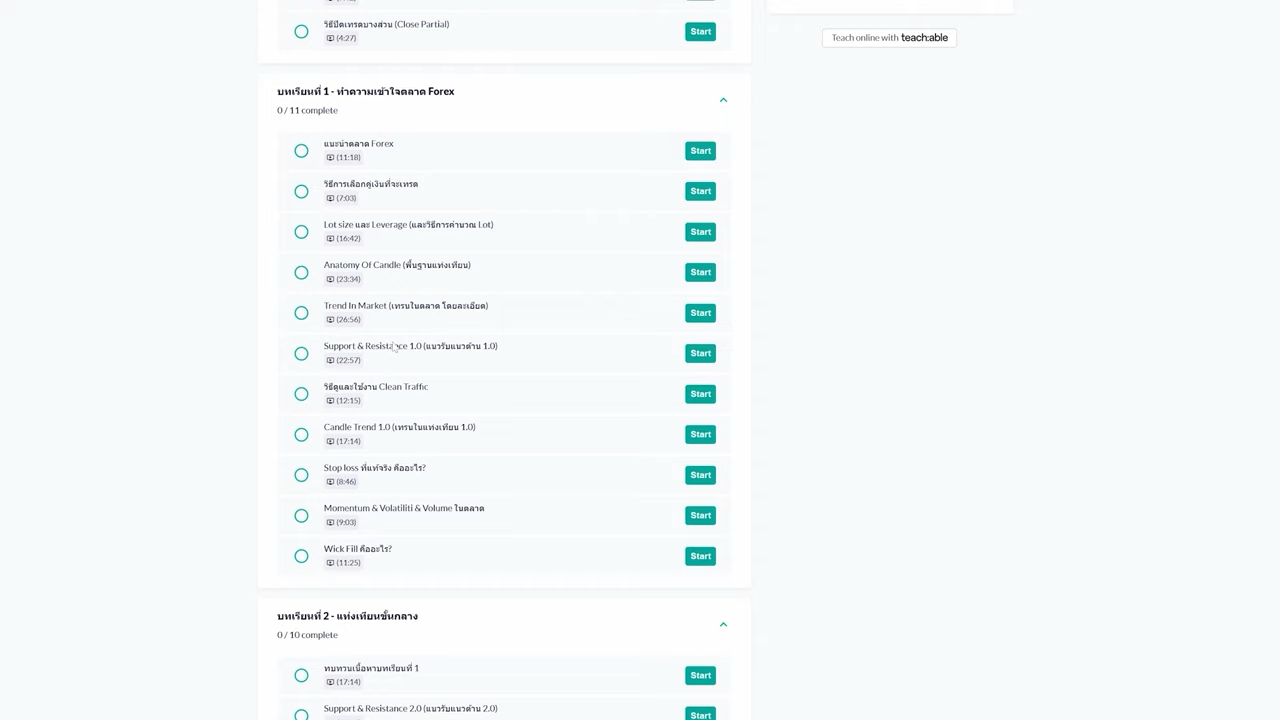 วิธีปิดเทรดบางส่วน (Close Partial)
(4:27)
Start
Teach online with teach:able
บทเรียนที่ 1 - ทำความเข้าใจตลาด Forex
0 / 11 complete
แนะนำตลาด Forex
(11:18)
Start
วิธีการเลือกคู่เงินที่จะเทรด
(7:03)
Start
Lot size และ Leverage (และวิธีการคำนวณ Lot)
(16:42)
Start
Anatomy Of Candle (พื้นฐานแท่งเทียน)
(23:34)
Start
Trend In Market (เทรนในตลาด โดยละเอียด)
(26:56)
Start
Support & Resistance 1.0 (แนวรับแนวต้าน 1.0)
(22:57)
Start
วิธีดูและใช้งาน Clean Traffic
(12:15)
Start
Candle Trend 1.0 (เทรนในแท่งเทียน 1.0)
(17:14)
Start
Stop loss ที่แท้จริง คืออะไร?
(8:46)
Start
Momentum & Volatiliti & Volume ในตลาด
(9:03)
Start
Wick Fill คืออะไร?
(11:25)
Start
บทเรียนที่ 2 - แท่งเทียนขั้นกลาง
0 / 10 complete
ทบทวนเนื้อหาบทเรียนที่ 1
(17:14)
Start
Support & Resistance 2.0 (แนวรับแนวต้าน 2.0)
Start